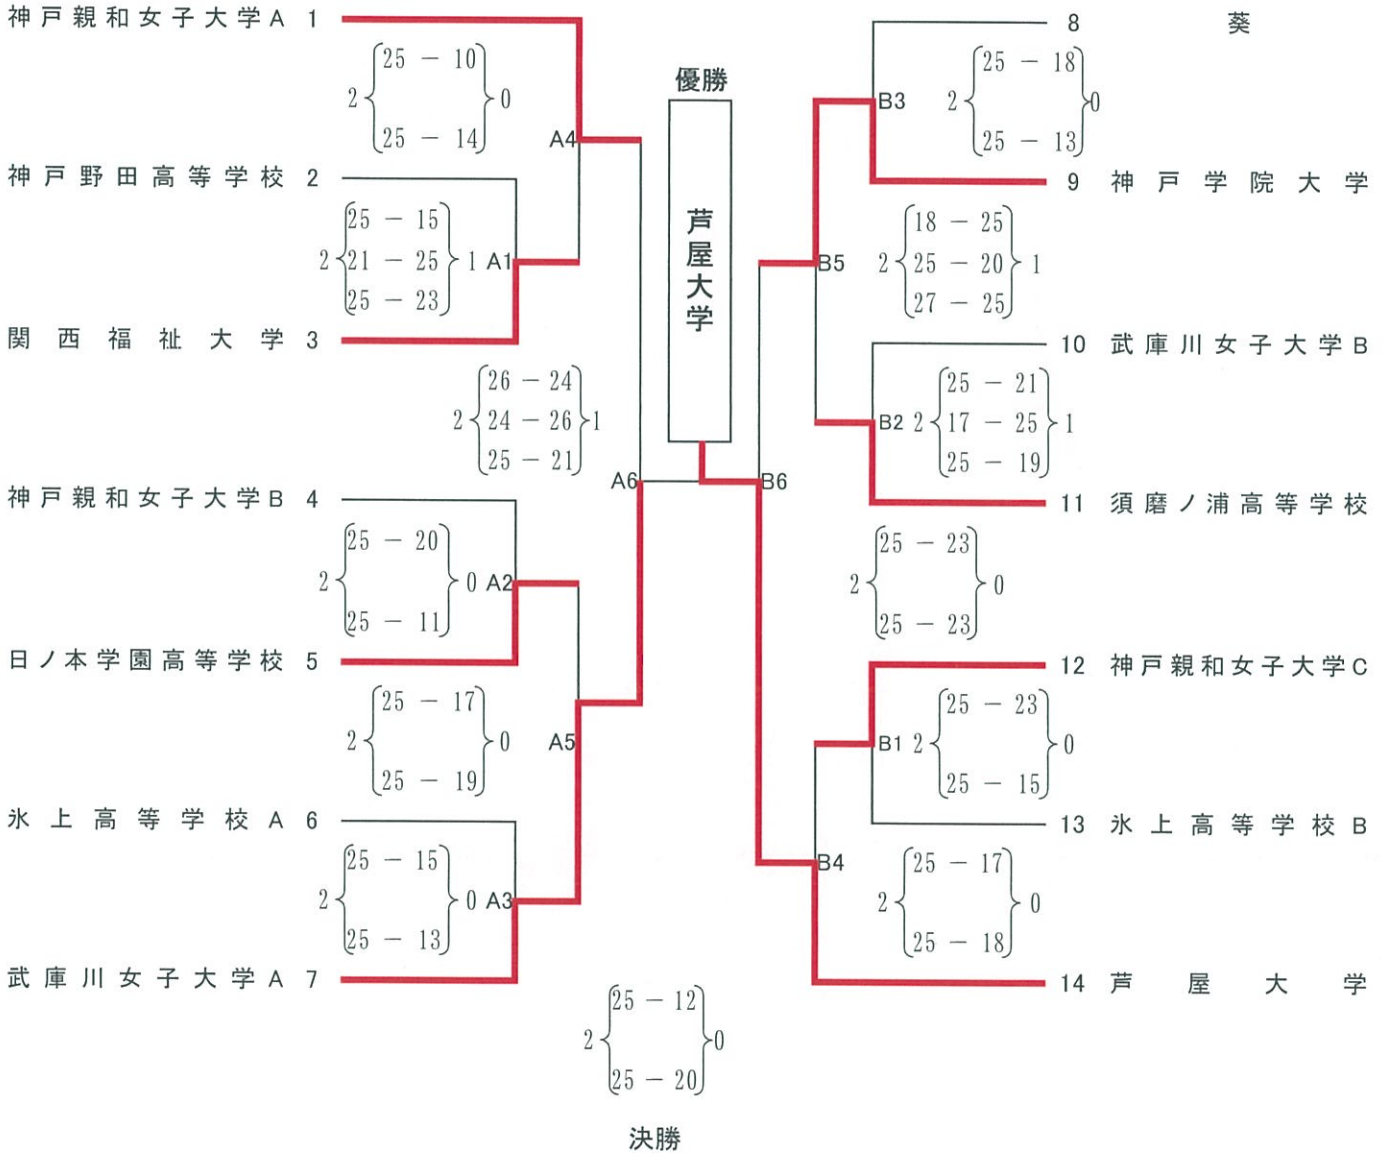 神戸親和女子大学A 1
2 25 − 10 0
25 − 14
A4
神戸野田高等学校 2
25 − 15
2 21 − 25 1 A1
25 − 23
関西福祉大学 3
26 − 24
2 24 − 26 1
25 − 21
A6
神戸親和女子大学B 4
25 − 20
2 0 A2
25 − 11
日ノ本学園高等学校 5
25 − 17
2 0 A5
25 − 19
氷上高等学校A 6
25 − 15
2 0 A3
25 − 13
武庫川女子大学A 7
優勝
芦屋大学
25 − 12
2 0
25 − 20
決勝
8 葵
25 − 18
B3 2 0
25 − 13
9 神戸学院大学
18 − 25
B5 2 25 − 20 1
27 − 25
10 武庫川女子大学B
25 − 21
B2 2 17 − 25 1
25 − 19
11 須磨ノ浦高等学校
B6
25 − 23
2 0
25 − 23
12 神戸親和女子大学C
25 − 23
B1 2 0
25 − 15
13 氷上高等学校B
B4
25 − 17
2 0
25 − 18
14 芦屋大学